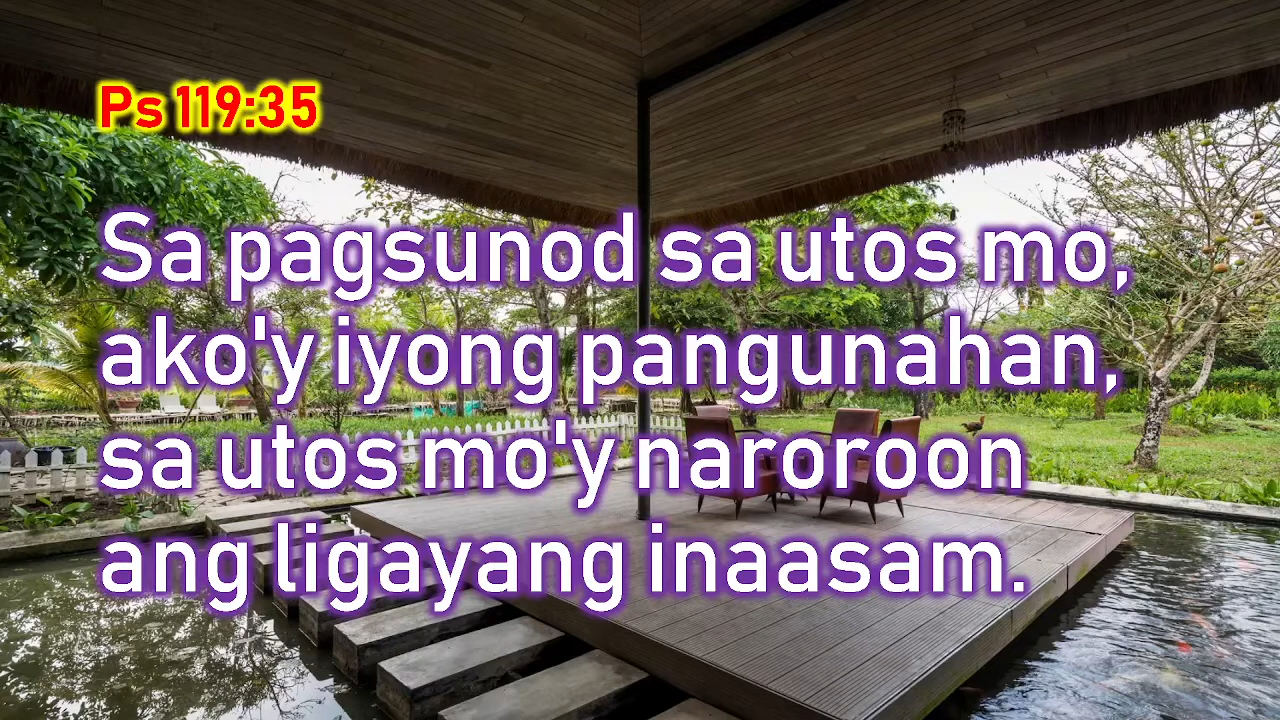 Ps 119:35
Sa pagsunod sa utos mo,
ako'y iyong pangunahan,
sa utos mo'y naroroon
ang ligayang inaasam.